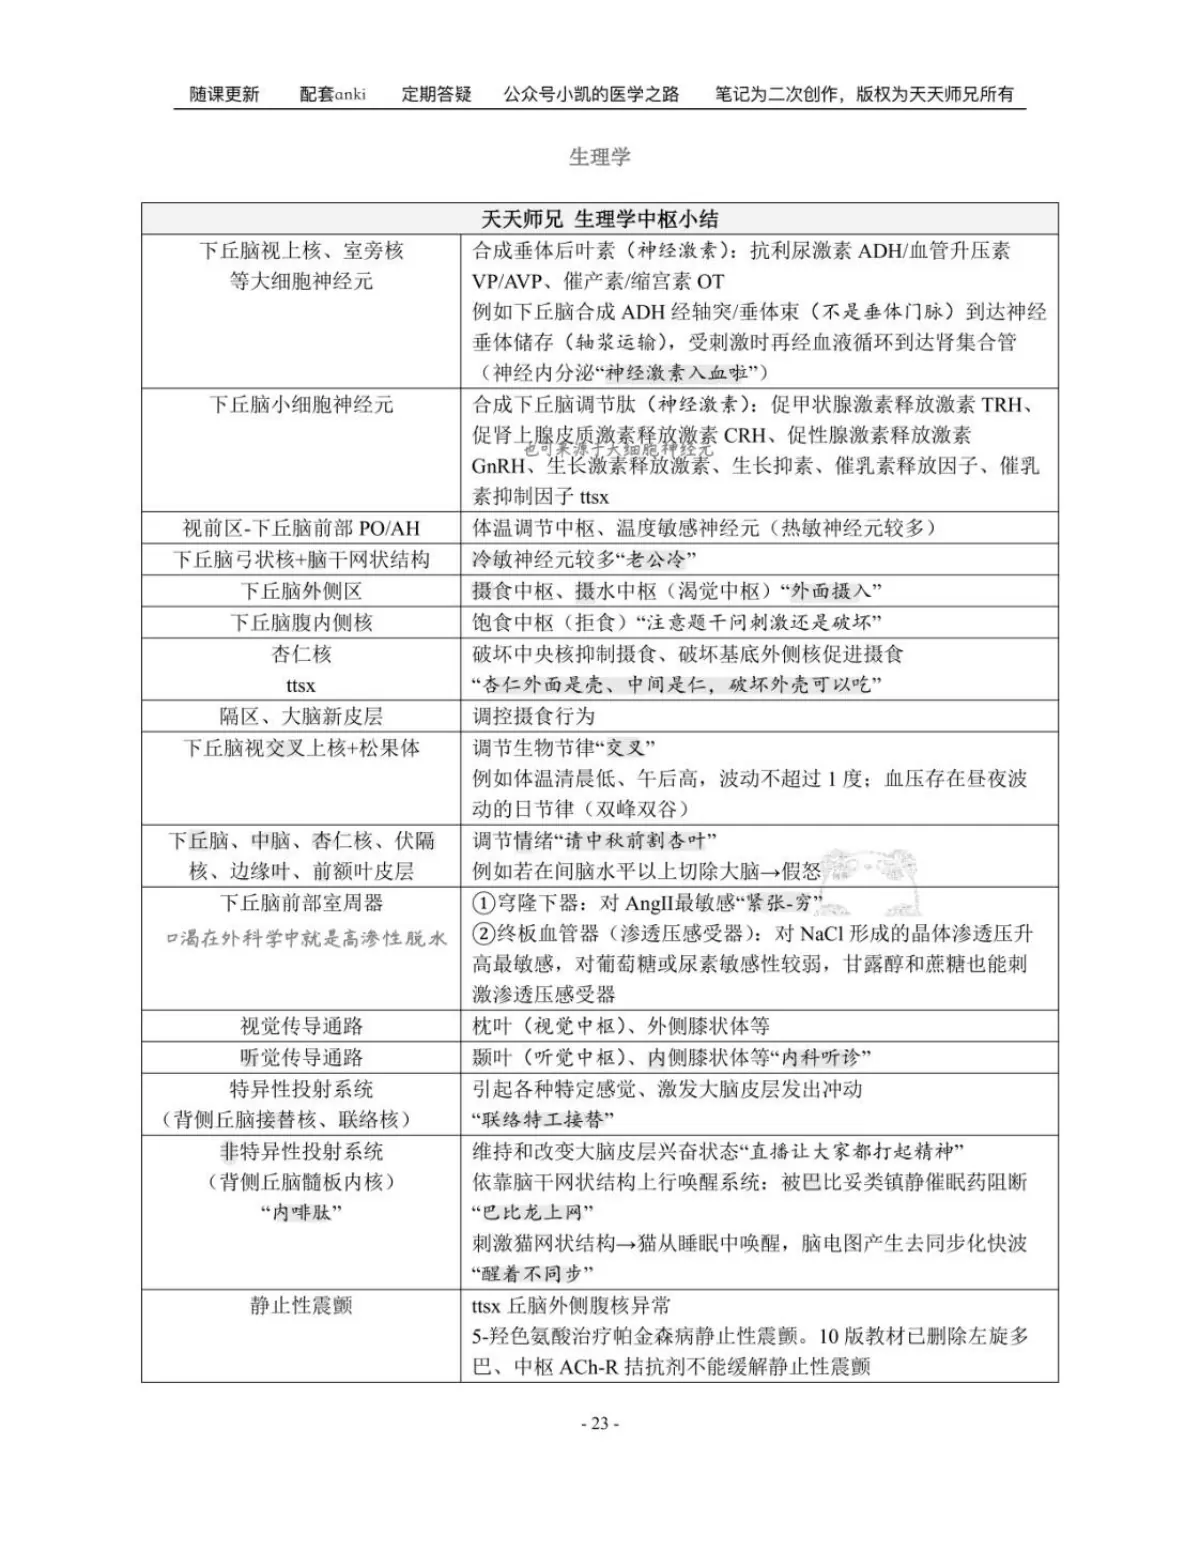 随课更新 配套anki 定期答疑 公众号小凯的医学之路 笔记为二次创作，版权为天天师兄所有
生理学
天天师兄 生理学中枢小结
下丘脑视上核、室旁核
等大细胞神经元
合成垂体后叶素（神经激素）：抗利尿激素 ADH/血管升压素
VP/AVP、催产素/缩宫素 OT
例如下丘脑合成 ADH 经轴突/垂体束（不是垂体门脉）到达神经
垂体储存（轴浆运输），受刺激时再经血液循环到达肾集合管
（神经内分泌“神经激素入血啦”）
下丘脑小细胞神经元
合成下丘脑调节肽（神经激素）：促甲状腺激素释放激素 TRH、
促肾上腺皮质激素释放激素 CRH、促性腺激素释放激素
也可来源于大细胞神经元
GnRH、生长激素释放激素、生长抑素、催乳素释放因子、催乳
素抑制因子 ttsx
视前区-下丘脑前部 PO/AH
体温调节中枢、温度敏感神经元（热敏神经元较多）
下丘脑弓状核+脑干网状结构
冷敏神经元较多“老公冷”
下丘脑外侧区
摄食中枢、摄水中枢（渴觉中枢）“外面摄入”
下丘脑腹内侧核
饱食中枢（拒食）“注意题干问刺激还是破坏”
杏仁核
ttsx
破坏中央核抑制摄食、破坏基底外侧核促进摄食
“杏仁外面是壳、中间是仁，破坏外壳可以吃”
隔区、大脑新皮层
调控摄食行为
下丘脑视交叉上核+松果体
调节生物节律“交叉”
例如体温清晨低、午后高，波动不超过 1 度；血压存在昼夜波
动的日节律（双峰双谷）
下丘脑、中脑、杏仁核、伏隔
核、边缘叶、前额叶皮层
调节情绪“请中秋前割杏叶”
例如若在间脑水平以上切除大脑→假怒
下丘脑前部室周器
口渴在外科学中就是高渗性脱水
①穹隆下器：对 AngII最敏感“紧张-穷”
②终板血管器（渗透压感受器）：对 NaCl 形成的晶体渗透压升
高最敏感，对葡萄糖或尿素敏感性较弱，甘露醇和蔗糖也能刺
激渗透压感受器
视觉传导通路
枕叶（视觉中枢）、外侧膝状体等
听觉传导通路
颞叶（听觉中枢）、内侧膝状体等“内科听诊”
特异性投射系统
（背侧丘脑接替核、联络核）
引起各种特定感觉、激发大脑皮层发出冲动
“联络特工接替”
非特异性投射系统
（背侧丘脑髓板内核）
“内啡肽”
维持和改变大脑皮层兴奋状态“直播让大家都打起精神”
依靠脑干网状结构上行唤醒系统：被巴比妥类镇静催眠药阻断
“巴比龙上网”
刺激猫网状结构→猫从睡眠中唤醒，脑电图产生去同步化快波
“醒着不同步”
静止性震颤
ttsx 丘脑外侧腹核异常
5-羟色氨酸治疗帕金森病静止性震颤。10 版教材已删除左旋多
巴、中枢 ACh-R 拮抗剂不能缓解静止性震颤
- 23 -